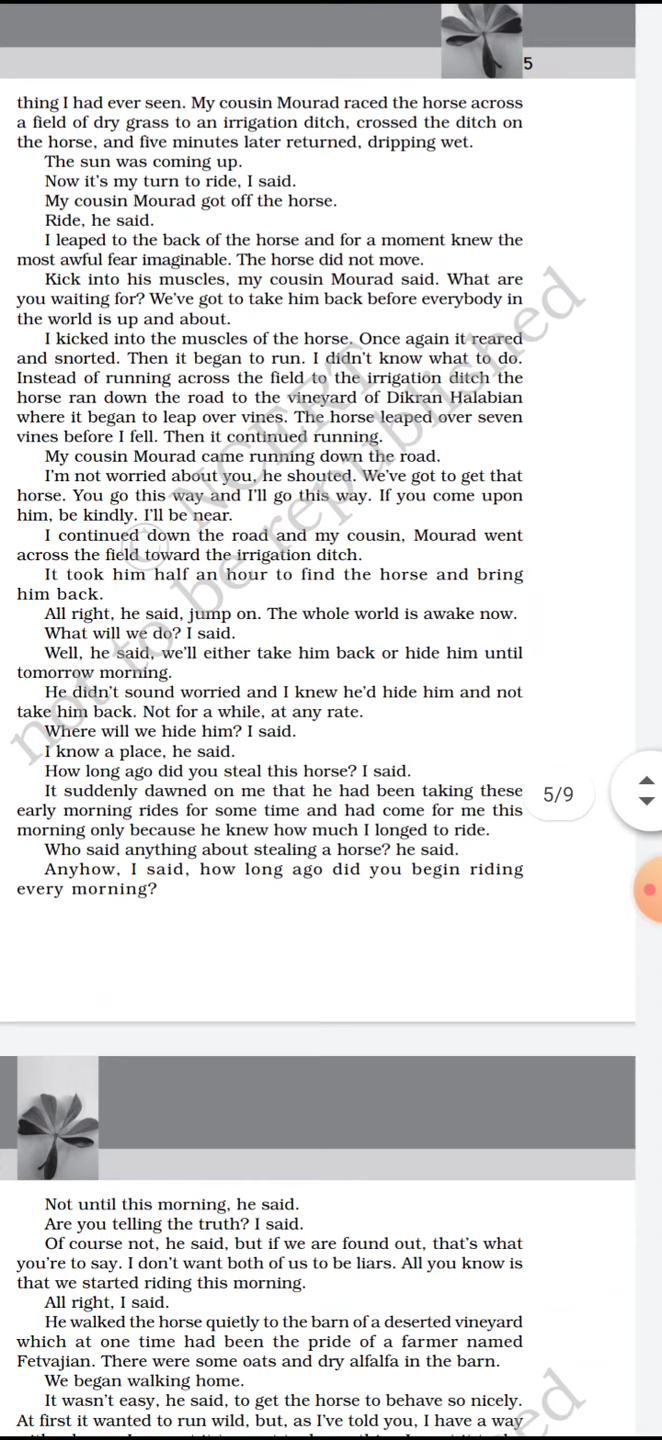 5
thing I had ever seen. My cousin Mourad raced the horse across
a field of dry grass to an irrigation ditch, crossed the ditch on
the horse, and five minutes later returned, dripping wet.
The sun was coming up.
Now it's my turn to ride, I said.
My cousin Mourad got off the horse.
Ride, he said.
I leaped to the back of the horse and for a moment knew the
most awful fear imaginable. The horse did not move.
Kick into his muscles, my cousin Mourad said. What are
you waiting for? We've got to take him back before everybody in
the world is up and about.
I kicked into the muscles of the horse. Once again it reared
and snorted. Then it began to run. I didn't know what to do.
Instead of running across the field to the irrigation ditch the
horse ran down the road to the vineyard of Dikran Halabian
where it began to leap over vines. The horse leaped over seven
vines before I fell. Then it continued running.
My cousin Mourad came running down the road.
I'm not worried about you, he shouted. We've got to get that
horse. You go this way and I'll go this way. If you come upon
him, be kindly. I'll be near.
I continued down the road and my cousin, Mourad went
across the field toward the irrigation ditch.
It took him half an hour to find the horse and bring
him back.
All right, he said, jump on. The whole world is awake now.
What will we do? I said.
Well, he said, we'll either take him back or hide him until
tomorrow morning.
He didn't sound worried and I knew he'd hide him and not
take him back. Not for a while, at any rate.
Where will we hide him? I said.
I know a place, he said.
How long ago did you steal this horse? I said.
It suddenly dawned on me that he had been taking these
early morning rides for some time and had come for me this
morning only because he knew how much I longed to ride.
Who said anything about stealing a horse? he said.
Anyhow, I said, how long ago did you begin riding
every morning?
© NCERT
not to be republished
5/9
Not until this morning, he said.
Are you telling the truth? I said.
Of course not, he said, but if we are found out, that's what
you're to say. I don't want both of us to be liars. All you know is
that we started riding this morning.
All right, I said.
He walked the horse quietly to the barn of a deserted vineyard
which at one time had been the pride of a farmer named
Fetvajian. There were some oats and dry alfalfa in the barn.
We began walking home.
It wasn't easy, he said, to get the horse to behave so nicely.
At first it wanted to run wild, but, as I've told you, I have a way
ed